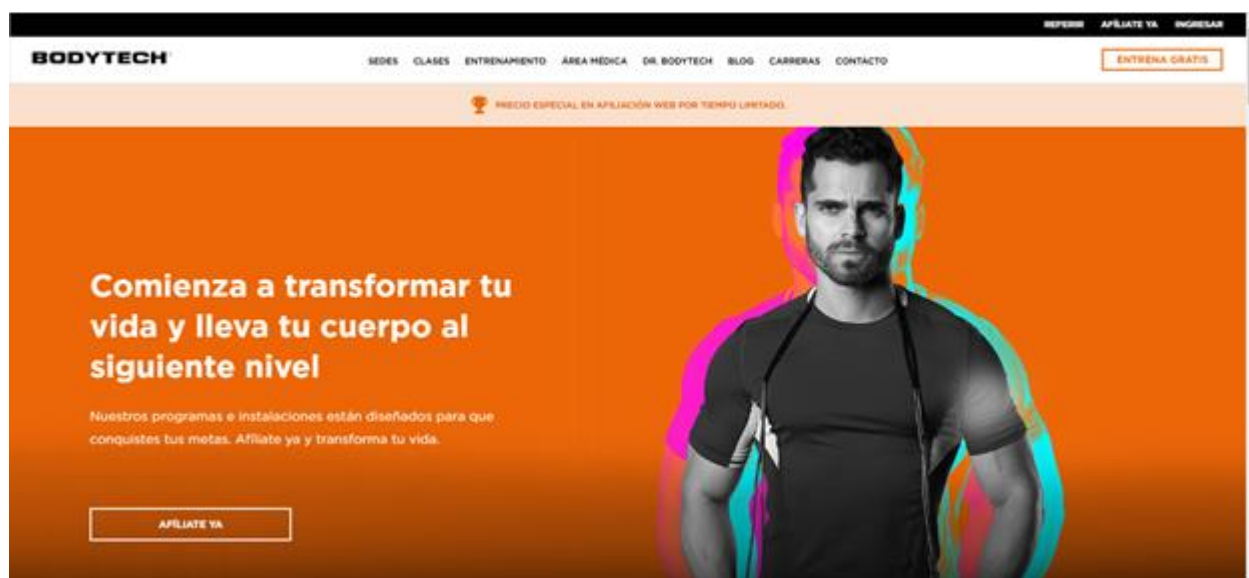 REFERIR AFÍLIATE YA INGRESAR
BODYTECH
SEDES CLASES ENTRENAMIENTO ÁREA MÉDICA DR. BODYTECH BLOG CARRERAS CONTACTO
ENTRENA GRATIS
PRECIO ESPECIAL EN AFILIACIÓN WEB POR TIEMPO LIMITADO.
Comienza a transformar tu
vida y lleva tu cuerpo al
siguiente nivel
Nuestros programas e instalaciones están diseñados para que
conquistes tus metas. Afíliate ya y transforma tu vida.
AFÍLIATE YA